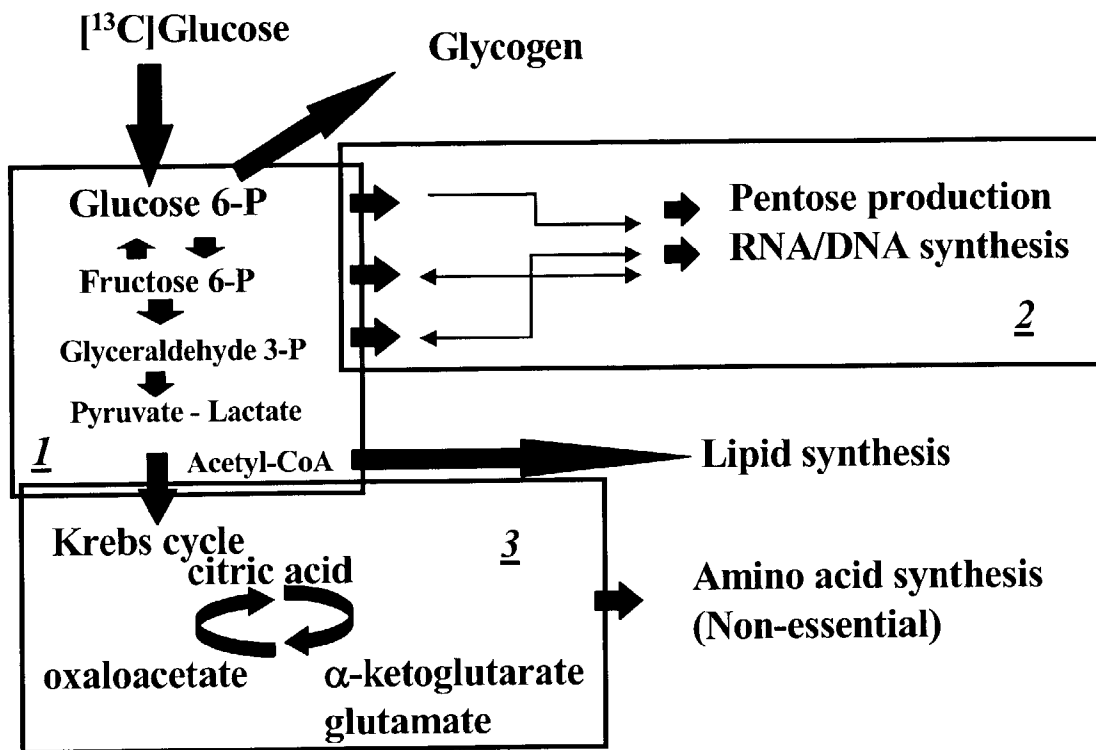 [¹³C]Glucose
Glycogen
Glucose 6-P
Fructose 6-P
Glyceraldehyde 3-P
Pyruvate - Lactate
1
Acetyl-CoA
Pentose production
RNA/DNA synthesis
2
Lipid synthesis
Krebs cycle
3
citric acid
oxaloacetate
α-ketoglutarate
glutamate
Amino acid synthesis
(Non-essential)